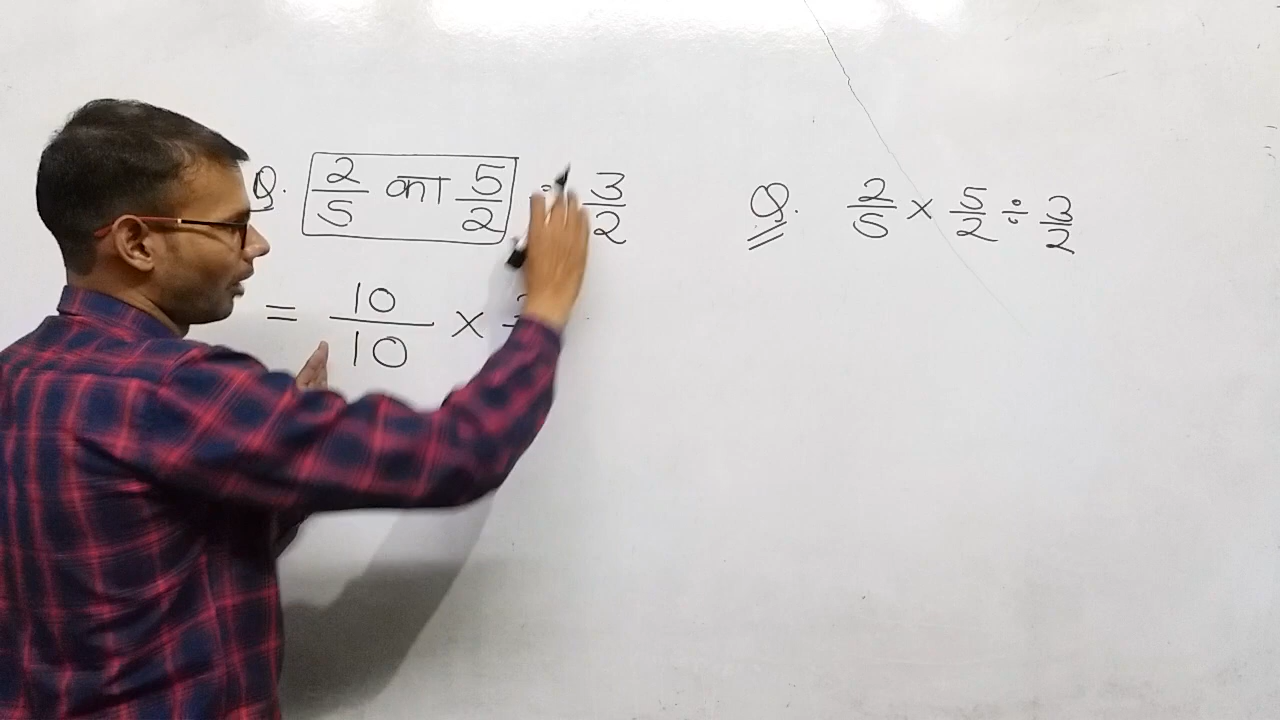 Q. 2/5 का 5/2 ÷ 3/2
= 10/10 ×
Q. 2/5 × 5/2 ÷ 3/2